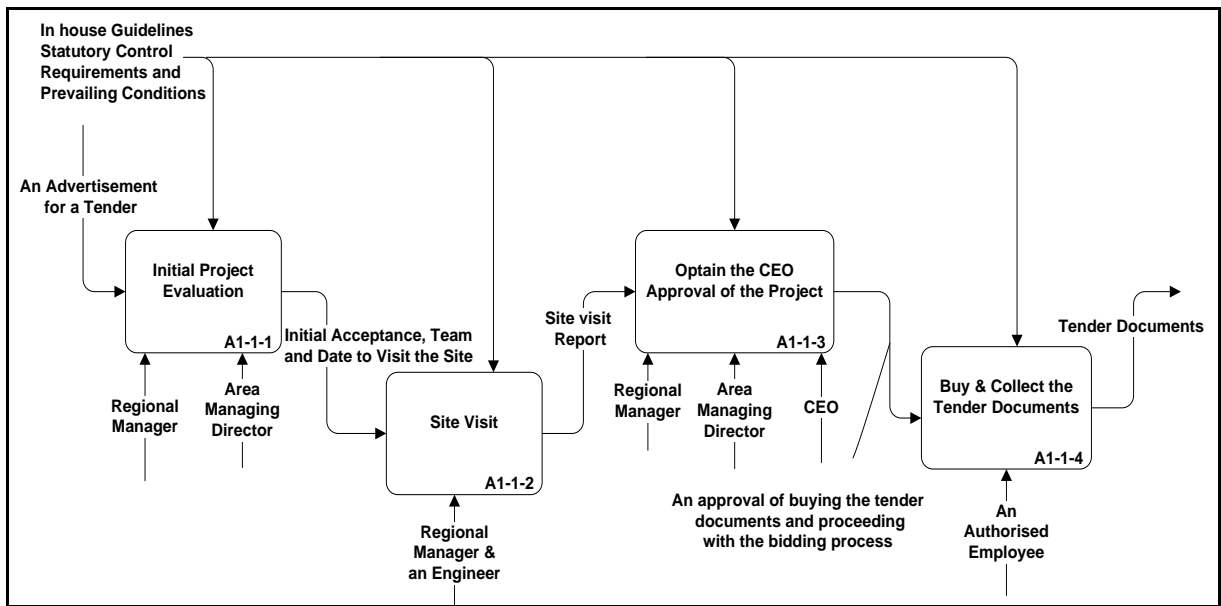 In house Guidelines
Statutory Control
Requirements and
Prevailing Conditions
An Advertisement
for a Tender
Initial Project
Evaluation
A1-1-1
Regional
Manager
Area
Managing
Director
Initial Acceptance, Team
and Date to Visit the Site
Site Visit
A1-1-2
Regional
Manager &
an Engineer
Site visit
Report
Optain the CEO
Approval of the Project
A1-1-3
Regional
Manager
Area
Managing
Director
CEO
An approval of buying the tender
documents and proceeding
with the bidding process
Buy & Collect the
Tender Documents
A1-1-4
An
Authorised
Employee
Tender Documents